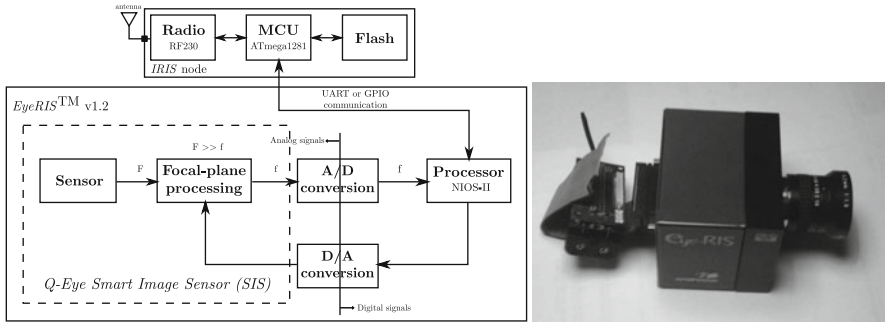 antenna
Radio
RF230
MCU
ATmega1281
Flash
IRIS node
EyeRIS™ v1.2
UART or GPIO
communication
Analog signals
F >> f
Sensor
F
Focal-plane
processing
f
A/D
conversion
f
Processor
NIOS-II
D/A
conversion
Q-Eye Smart Image Sensor (SIS)
Digital signals
Eye-RIS